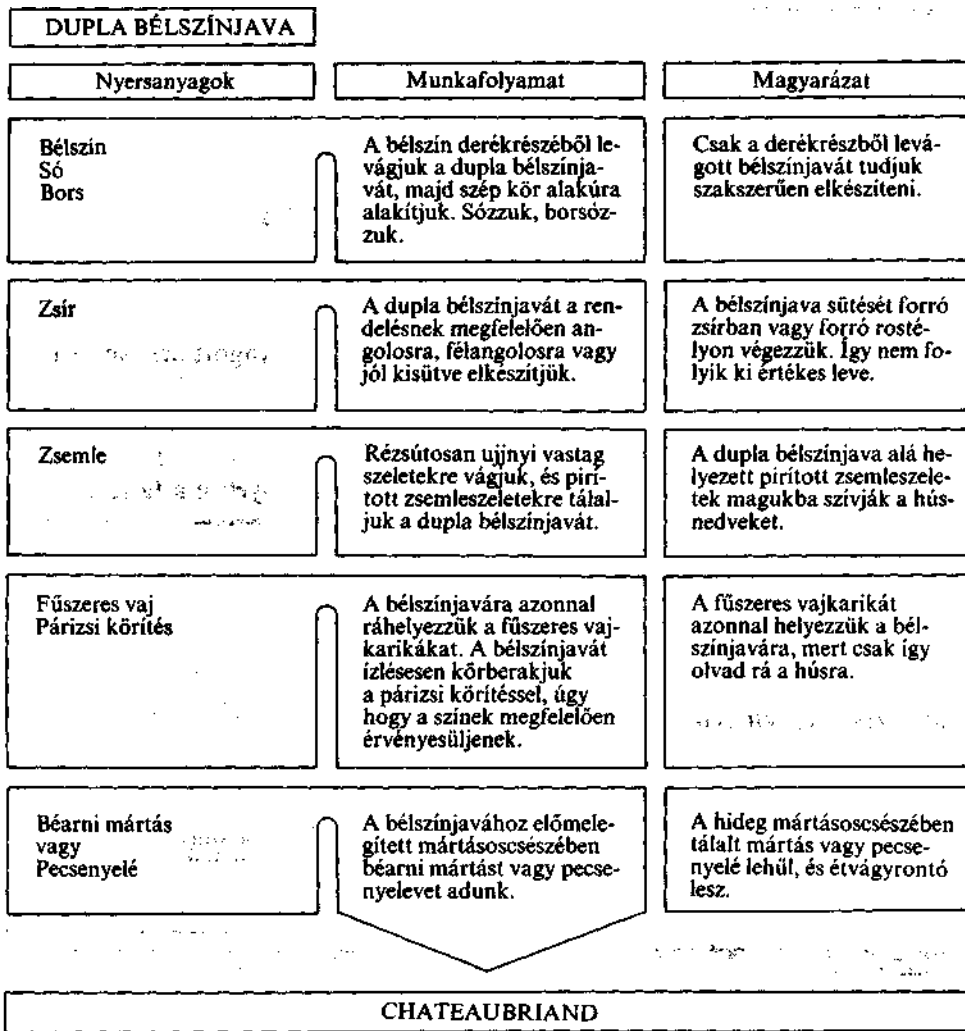 DUPLA BÉLSZÍNJAVA
Nyersanyagok
Munkafolyamat
Magyarázat
Bélszín
Só
Bors
A bélszín derékrészéből le-
vágjuk a dupla bélszínja-
vát, majd szép kör alakúra
alakítjuk. Sózzuk, borsóz-
zuk.
Csak a derékrészből levá-
gott bélszínjavát tudjuk
szakszerűen elkészíteni.
Zsír
A dupla bélszínjavát a ren-
delésnek megfelelően an-
golosra, félangolosra vagy
jól kisütve elkészítjük.
A bélszínjava sütését forró
zsírban vagy forró rosté-
lyon végezzük. Így nem fo-
lyik ki értékes leve.
Zsemle
Rézsútosan ujjnyi vastag
szeletekre vágjuk, és pirí-
tott zsemleszeletekre tálal-
juk a dupla bélszínjavát.
A dupla bélszínjava alá he-
lyezett pirított zsemleszele-
tek magukba szívják a hús-
nedveket.
Fűszeres vaj
Párizsi körítés
A bélszínjavára azonnal
ráhelyezzük a fűszeres vaj-
karikákat. A bélszínjavát
ízlésesen körberakjuk
a párizsi körítéssel, úgy
hogy a színek megfelelően
érvényesüljenek.
A fűszeres vajkarikát
azonnal helyezzük a bél-
színjavára, mert csak így
olvad rá a húsra.
Béarni mártás
vagy
Pecsenyelé
A bélszínjavához előmele-
gített mártásoscsészében
béarni mártást vagy pecse-
nyelevet adunk.
A hideg mártásoscsészében
tálalt mártás vagy pecse-
nyelé lehűl, és étvágyrontó
lesz.
CHATEAUBRIAND